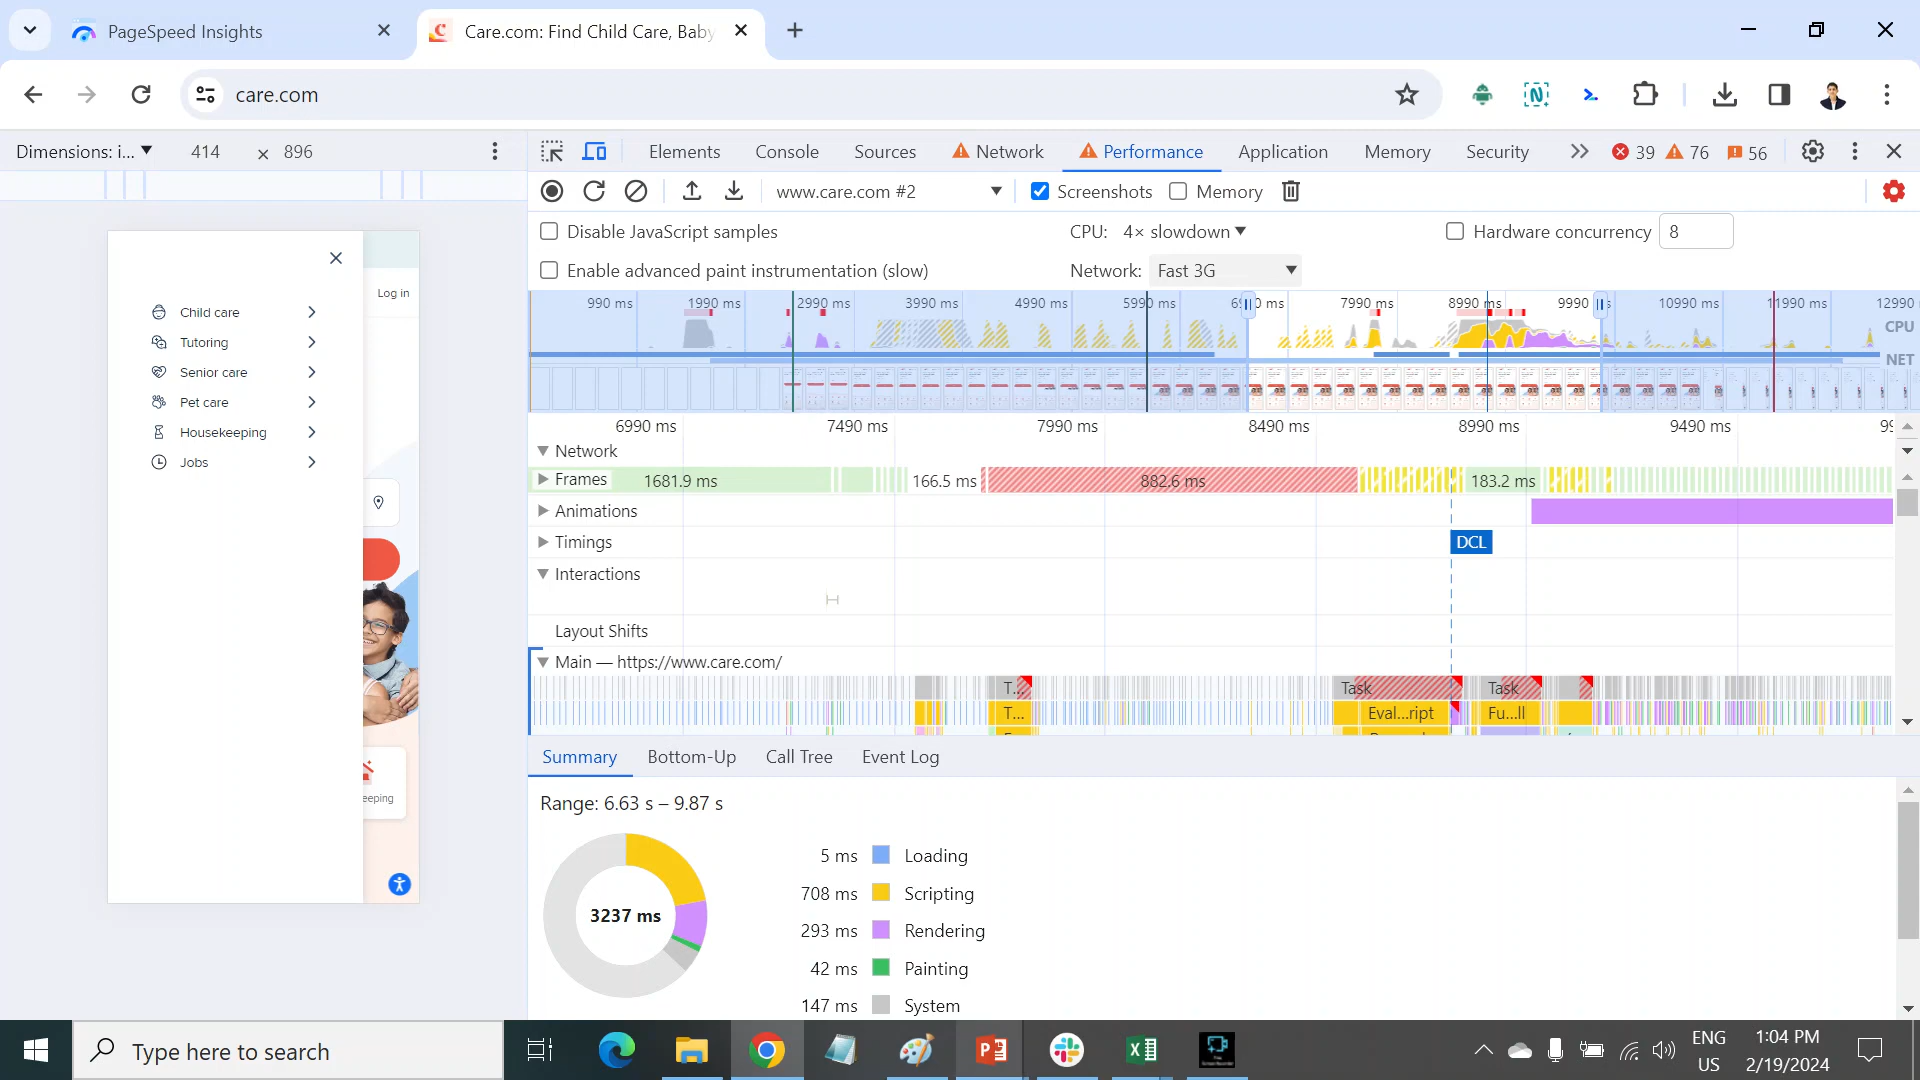 PageSpeed Insights
Care.com: Find Child Care, Baby
care.com
Dimensions: i... 414 × 896
Elements Console Sources Network Performance Application Memory Security 39 76 56
www.care.com #2 Screenshots Memory
Disable JavaScript samples CPU: 4× slowdown Hardware concurrency 8
Enable advanced paint instrumentation (slow) Network: Fast 3G
990 ms 1990 ms 2990 ms 3990 ms 4990 ms 5990 ms 7990 ms 8990 ms 9990 10990 ms 11990 ms 12990
CPU
NET
6990 ms 7490 ms 7990 ms 8490 ms 8990 ms 9490 ms
Network
Frames 1681.9 ms 166.5 ms 882.6 ms 183.2 ms
Animations
Timings DCL
Interactions
Layout Shifts
Main — https://www.care.com/
T... Task Task
T... Eval...ript Fu...ll
Summary Bottom-Up Call Tree Event Log
Range: 6.63 s – 9.87 s
3237 ms
5 ms Loading
708 ms Scripting
293 ms Rendering
42 ms Painting
147 ms System
Log in
Child care
Tutoring
Senior care
Pet care
Housekeeping
Jobs
eeping
Type here to search
ENG
US
1:04 PM
2/19/2024